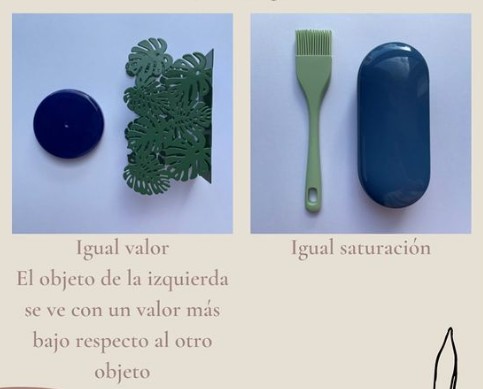 Igual valor
El objeto de la izquierda
se ve con un valor más
bajo respecto al otro
objeto
Igual saturación